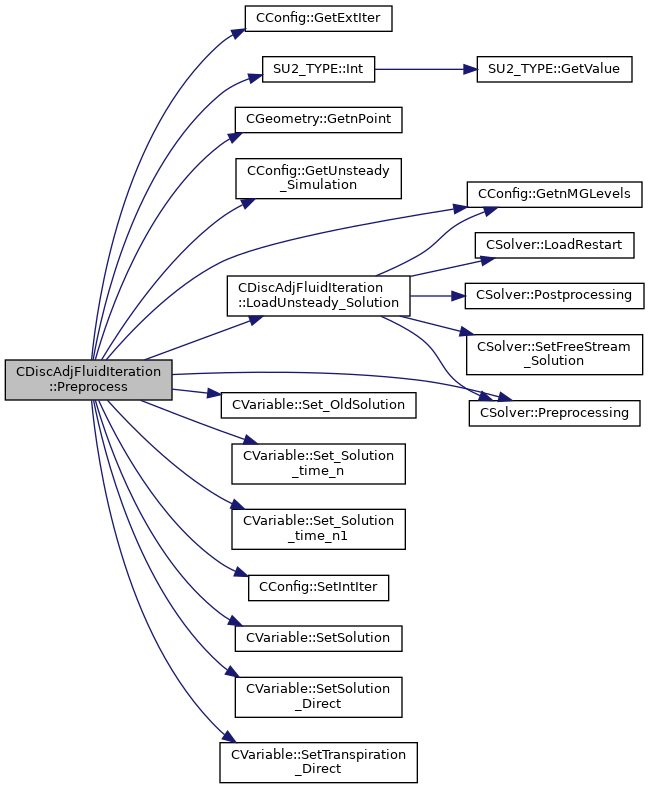 CConfig::GetExtIter
SU2_TYPE::Int
SU2_TYPE::GetValue
CGeometry::GetnPoint
CConfig::GetUnsteady
_Simulation
CConfig::GetnMGLevels
CSolver::LoadRestart
CDiscAdjFluidIteration
::LoadUnsteady_Solution
CSolver::Postprocessing
CSolver::SetFreeStream
_Solution
CDiscAdjFluidIteration
::Preprocess
CVariable::Set_OldSolution
CSolver::Preprocessing
CVariable::Set_Solution
_time_n
CVariable::Set_Solution
_time_n1
CConfig::SetIntIter
CVariable::SetSolution
CVariable::SetSolution
_Direct
CVariable::SetTranspiration
_Direct